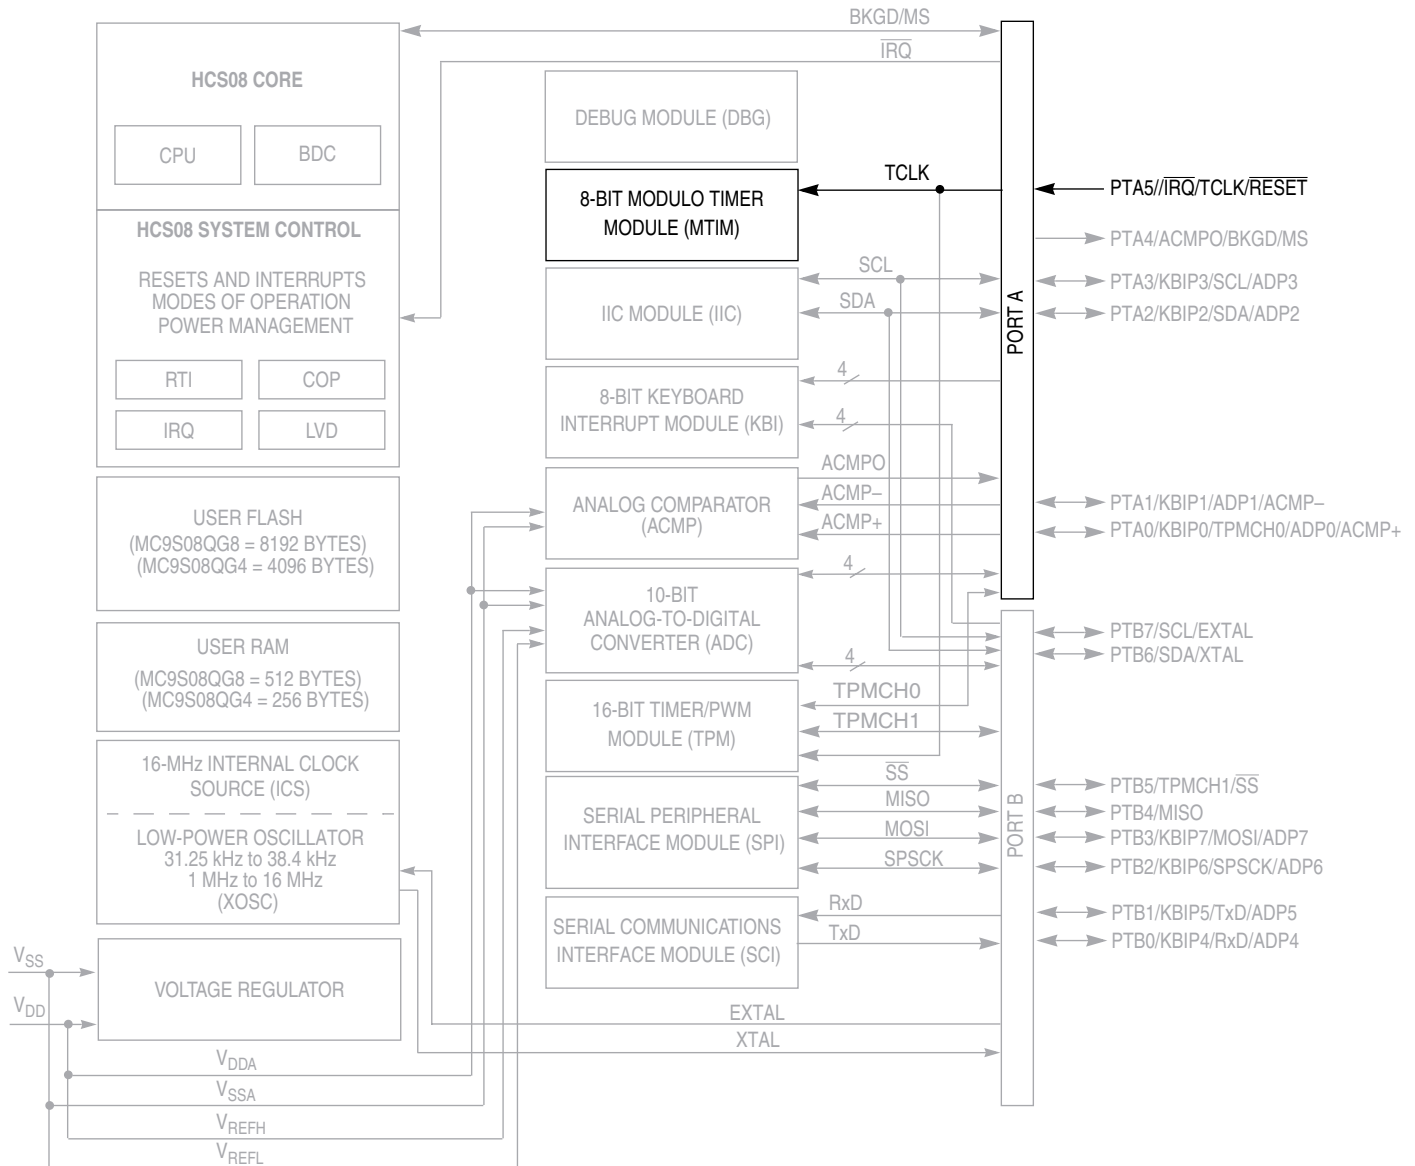 BKGD/MS
IRQ
HCS08 CORE
CPU
BDC
HCS08 SYSTEM CONTROL
RESETS AND INTERRUPTS
MODES OF OPERATION
POWER MANAGEMENT
RTI
COP
IRQ
LVD
USER FLASH
(MC9S08QG8 = 8192 BYTES)
(MC9S08QG4 = 4096 BYTES)
USER RAM
(MC9S08QG8 = 512 BYTES)
(MC9S08QG4 = 256 BYTES)
16-MHz INTERNAL CLOCK
SOURCE (ICS)
LOW-POWER OSCILLATOR
31.25 kHz to 38.4 kHz
1 MHz to 16 MHz
(XOSC)
VOLTAGE REGULATOR
VSS
VDD
VDDA
VSSA
VREFH
VREFL
DEBUG MODULE (DBG)
8-BIT MODULO TIMER
MODULE (MTIM)
IIC MODULE (IIC)
8-BIT KEYBOARD
INTERRUPT MODULE (KBI)
ANALOG COMPARATOR
(ACMP)
10-BIT
ANALOG-TO-DIGITAL
CONVERTER (ADC)
16-BIT TIMER/PWM
MODULE (TPM)
SERIAL PERIPHERAL
INTERFACE MODULE (SPI)
SERIAL COMMUNICATIONS
INTERFACE MODULE (SCI)
TCLK
SCL
SDA
4
4
ACMPO
ACMP–
ACMP+
4
4
TPMCH0
TPMCH1
SS
MISO
MOSI
SPSCK
RxD
TxD
EXTAL
XTAL
PORT A
PORT B
PTA5//IRQ/TCLK/RESET
PTA4/ACMPO/BKGD/MS
PTA3/KBIP3/SCL/ADP3
PTA2/KBIP2/SDA/ADP2
PTA1/KBIP1/ADP1/ACMP–
PTA0/KBIP0/TPMCH0/ADP0/ACMP+
PTB7/SCL/EXTAL
PTB6/SDA/XTAL
PTB5/TPMCH1/SS
PTB4/MISO
PTB3/KBIP7/MOSI/ADP7
PTB2/KBIP6/SPSCK/ADP6
PTB1/KBIP5/TxD/ADP5
PTB0/KBIP4/RxD/ADP4